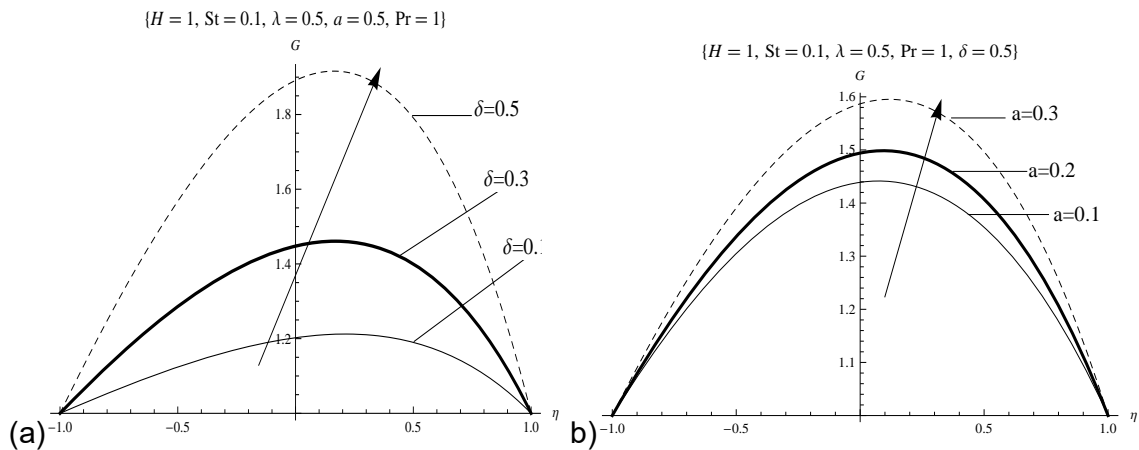 {H = 1, St = 0.1, λ = 0.5, a = 0.5, Pr = 1}
G
1.8
1.6
1.4
1.2
δ=0.5
δ=0.3
δ=0.
-1.0
-0.5
0.5
1.0
η
(a)
{H = 1, St = 0.1, λ = 0.5, Pr = 1, δ = 0.5}
G
1.6
1.5
1.4
1.3
1.2
1.1
a=0.3
a=0.2
a=0.1
-1.0
-0.5
0.5
1.0
η
b)